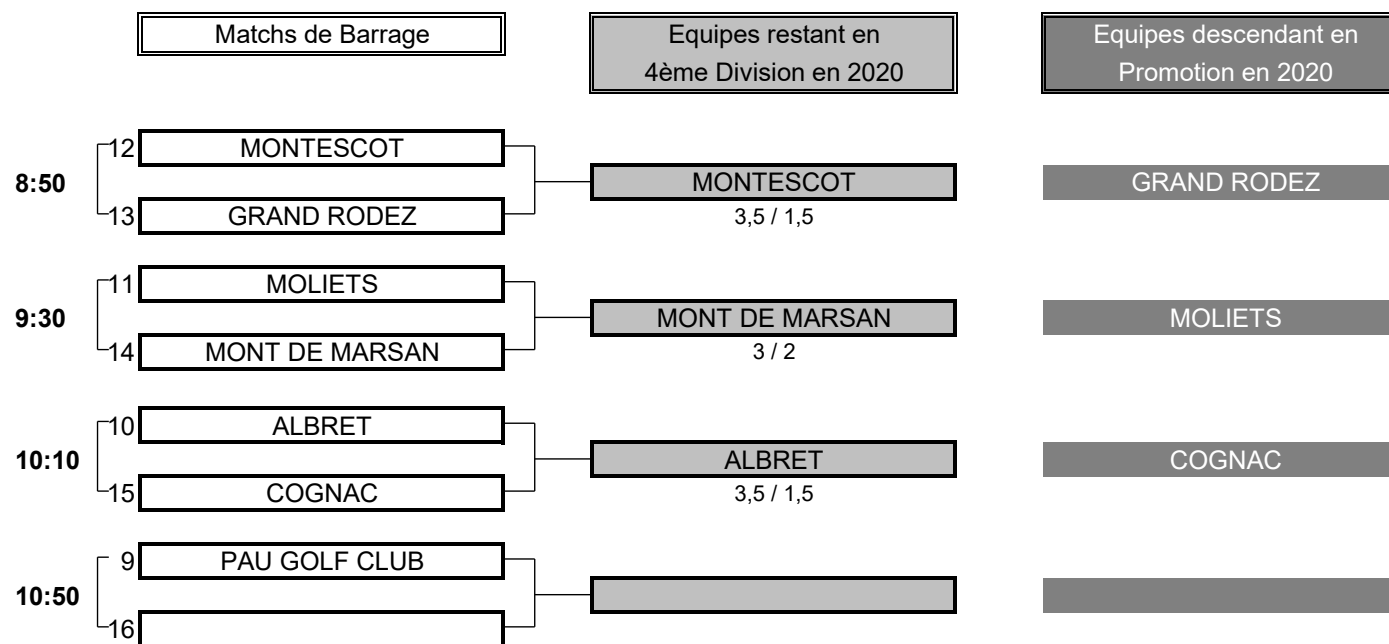 Matchs de Barrage
Equipes restant en
4ème Division en 2020
Equipes descendant en
Promotion en 2020
12 MONTESCOT
8:50 MONTESCOT GRAND RODEZ
13 GRAND RODEZ 3,5 / 1,5
11 MOLIETS
9:30 MONT DE MARSAN MOLIETS
14 MONT DE MARSAN 3 / 2
10 ALBRET
10:10 ALBRET COGNAC
15 COGNAC 3,5 / 1,5
9 PAU GOLF CLUB
10:50
16